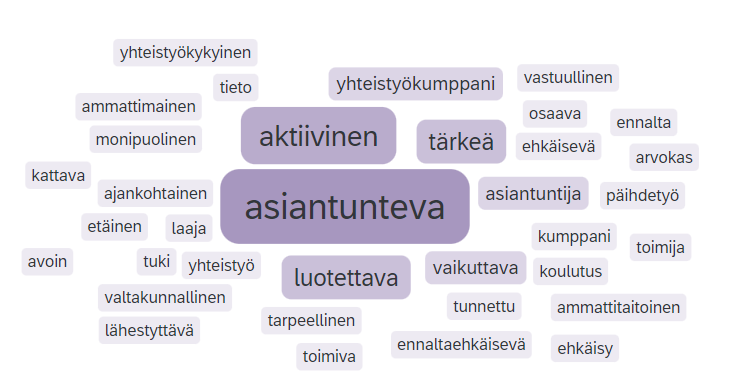 yhteistyökykyinen
tieto
yhteistyökumppani
vastuullinen
ammattimainen
aktiivinen
tärkeä
osaava
ennalta
monipuolinen
ehkäisevä
arvokas
kattava
ajankohtainen
asiantunteva
asiantuntija
päihdetyö
etäinen
laaja
kumppani
toimija
avoin
tuki
yhteistyö
luotettava
vaikuttava
koulutus
valtakunnallinen
tunnettu
ammattitaitoinen
lähestyttävä
tarpeellinen
toimiva
ennaltaehkäisevä
ehkäisy